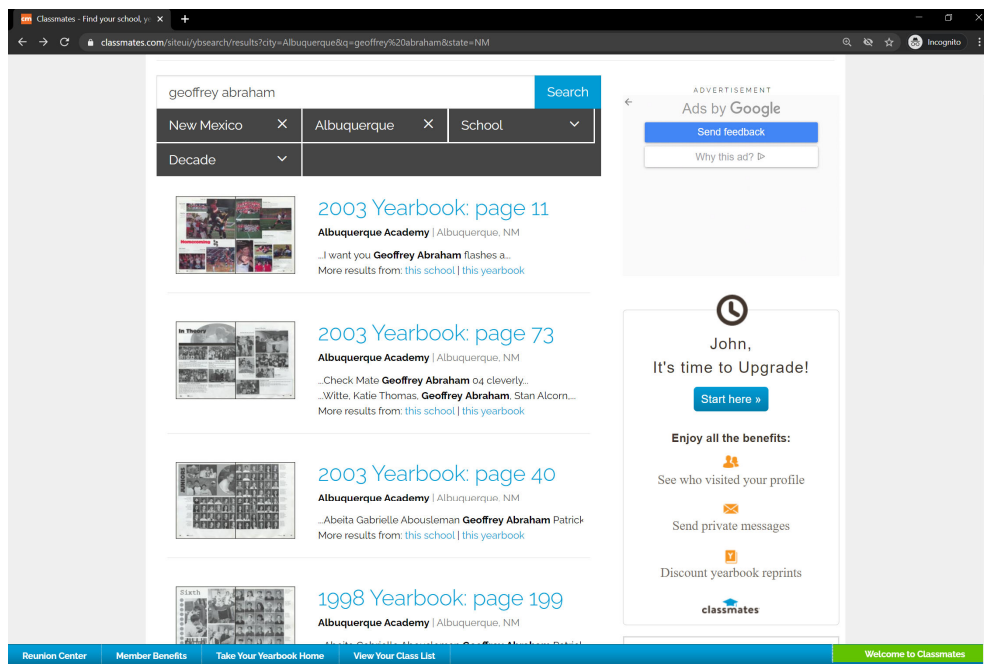 Classmates - Find your school, ye
classmates.com/siteui/ybsearch/results?city=Albuquerque&q=geoffrey%20abraham&state=NM
Incognito
geoffrey abraham
Search
New Mexico
Albuquerque
School
Decade
2003 Yearbook: page 11
Albuquerque Academy | Albuquerque, NM
...I want you Geoffrey Abraham flashes a...
More results from: this school | this yearbook
In Theory
2003 Yearbook: page 73
Albuquerque Academy | Albuquerque, NM
...Check Mate Geoffrey Abraham 04 cleverly...
...Witte, Katie Thomas, Geoffrey Abraham, Stan Alcorn,...
More results from: this school | this yearbook
2003 Yearbook: page 40
Albuquerque Academy | Albuquerque, NM
...Abeita Gabrielle Abousleman Geoffrey Abraham Patrick
More results from: this school | this yearbook
Sixth
1998 Yearbook: page 199
Albuquerque Academy | Albuquerque, NM
ADVERTISEMENT
Ads by Google
Send feedback
Why this ad?
John,
It's time to Upgrade!
Start here »
Enjoy all the benefits:
See who visited your profile
Send private messages
Discount yearbook reprints
classmates
Reunion Center
Member Benefits
Take Your Yearbook Home
View Your Class List
Welcome to Classmates